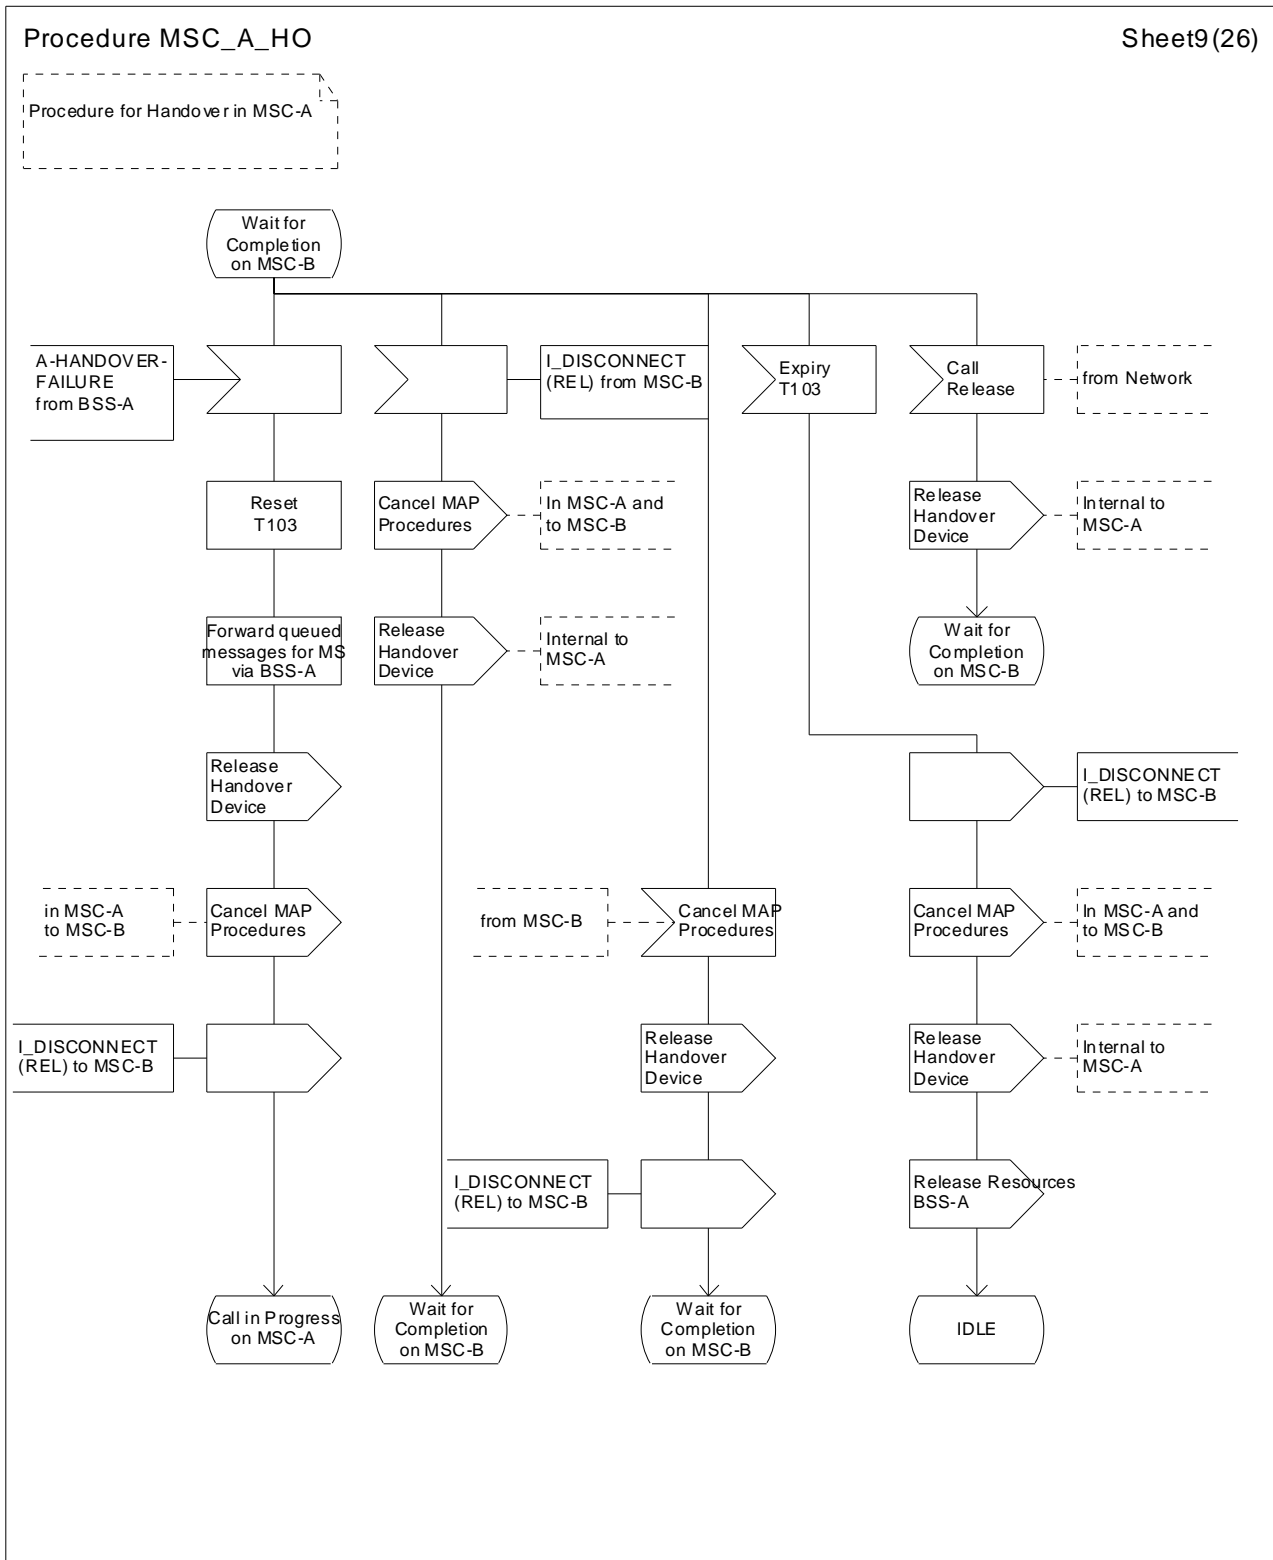 Procedure MSC_A_HO
Sheet9(26)
Procedure for Handover in MSC-A
Wait for
Completion
on MSC-B
A-HANDOVER-
FAILURE
from BSS-A
I_DISCONNECT
(REL) from MSC-B
Expiry
T103
Call
Release
from Network
Reset
T103
Cancel MAP
Procedures
In MSC-A and
to MSC-B
Release
Handover
Device
Internal to
MSC-A
Forward queued
messages for MS
via BSS-A
Release
Handover
Device
Internal to
MSC-A
Wait for
Completion
on MSC-B
Release
Handover
Device
I_DISCONNECT
(REL) to MSC-B
in MSC-A
to MSC-B
Cancel MAP
Procedures
from MSC-B
Cancel MAP
Procedures
Cancel MAP
Procedures
In MSC-A and
to MSC-B
I_DISCONNECT
(REL) to MSC-B
Release
Handover
Device
Release
Handover
Device
Internal to
MSC-A
I_DISCONNECT
(REL) to MSC-B
Release Resources
BSS-A
Call in Progress
on MSC-A
Wait for
Completion
on MSC-B
Wait for
Completion
on MSC-B
IDLE